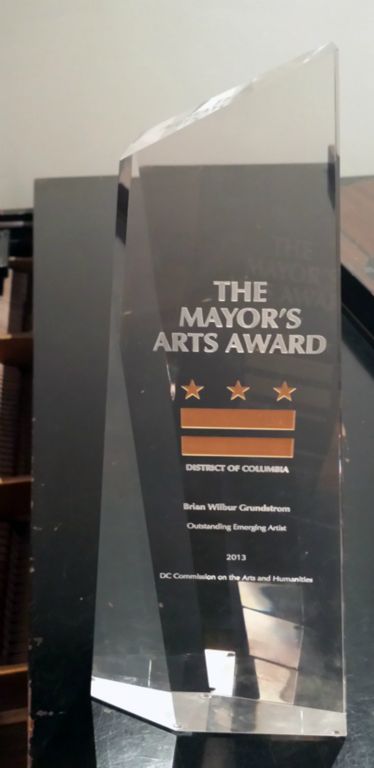 THE
MAYOR'S
ARTS AWARD
DISTRICT OF COLUMBIA
Brian Wilbur Grundstrom
Outstanding Emerging Artist
2013
DC Commission on the Arts and Humanities